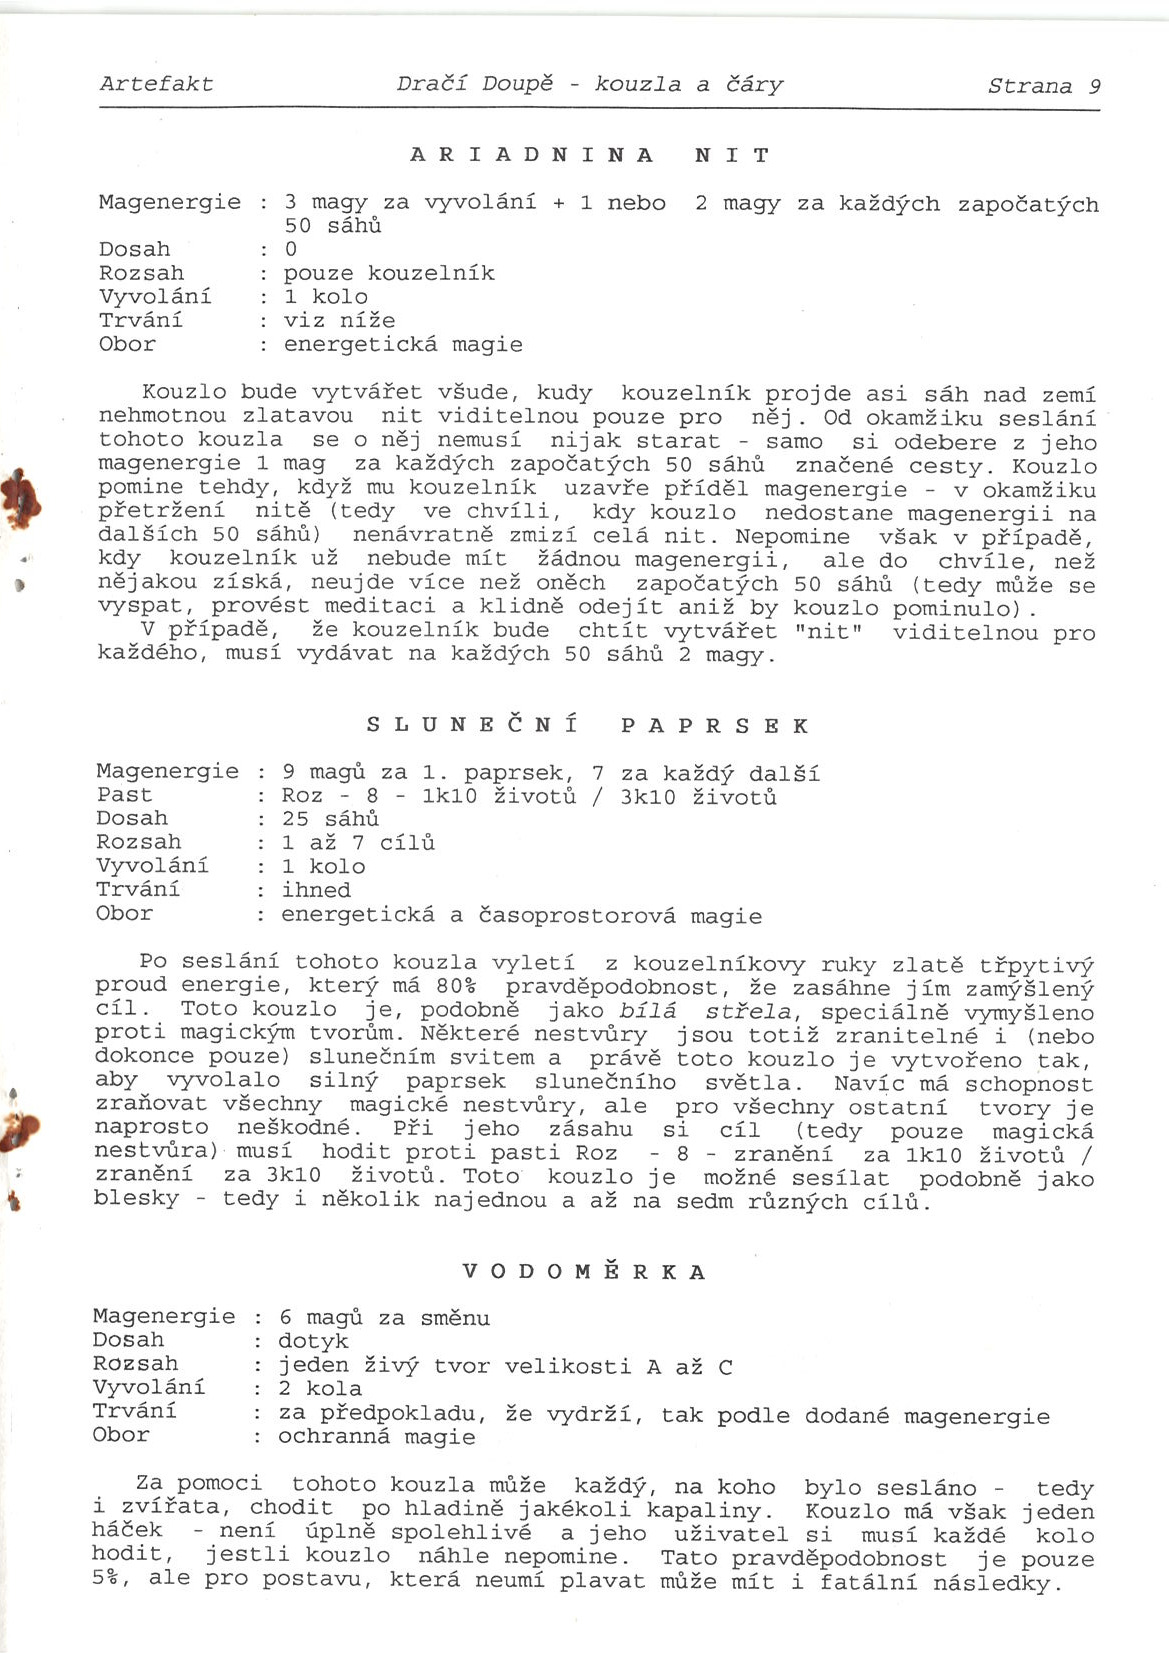 Artefakt Dračí Doupě - kouzla a čáry Strana 9
ARIADNINA NIT
Magenergie : 3 magy za vyvolání + 1 nebo 2 magy za každých započatých
50 sáhů
Dosah : 0
Rozsah : pouze kouzelník
Vyvolání : 1 kolo
Trvání : viz níže
Obor : energetická magie
Kouzlo bude vytvářet všude, kudy kouzelník projde asi sáh nad zemí
nehmotnou zlatavou nit viditelnou pouze pro něj. Od okamžiku seslání
tohoto kouzla se o něj nemusí nijak starat - samo si odebere z jeho
magenergie 1 mag za každých započatých 50 sáhů značené cesty. Kouzlo
pomine tehdy, když mu kouzelník uzavře příděl magenergie - v okamžiku
přetržení nitě (tedy ve chvíli, kdy kouzlo nedostane magenergii na
dalších 50 sáhů) nenávratně zmizí celá nit. Nepomine však v případě,
kdy kouzelník už nebude mít žádnou magenergii, ale do chvíle, než
nějakou získá, neujde více než oněch započatých 50 sáhů (tedy může se
vyspat, provést meditaci a klidně odejít aniž by kouzlo pominulo).
V případě, že kouzelník bude chtít vytvářet "nit" viditelnou pro
každého, musí vydávat na každých 50 sáhů 2 magy.
SLUNEČNÍ PAPRSEK
Magenergie : 9 magů za 1. paprsek, 7 za každý další
Past : Roz - 8 - 1k10 životů / 3k10 životů
Dosah : 25 sáhů
Rozsah : 1 až 7 cílů
Vyvolání : 1 kolo
Trvání : ihned
Obor : energetická a časoprostorová magie
Po seslání tohoto kouzla vyletí z kouzelníkovy ruky zlatě třpytivý
proud energie, který má 80% pravděpodobnost, že zasáhne jím zamýšlený
cíl. Toto kouzlo je, podobně jako bílá střela, speciálně vymyšleno
proti magickým tvorům. Některé nestvůry jsou totiž zranitelné i (nebo
dokonce pouze) slunečním svitem a právě toto kouzlo je vytvořeno tak,
aby vyvolalo silný paprsek slunečního světla. Navíc má schopnost
zraňovat všechny magické nestvůry, ale pro všechny ostatní tvory je
naprosto neškodné. Při jeho zásahu si cíl (tedy pouze magická
nestvůra) musí hodit proti pasti Roz - 8 - zranění za 1k10 životů /
zranění za 3k10 životů. Toto kouzlo je možné sesílat podobně jako
blesky - tedy i několik najednou a až na sedm různých cílů.
VODOMĚRKA
Magenergie : 6 magů za směnu
Dosah : dotyk
Rozsah : jeden živý tvor velikosti A až C
Vyvolání : 2 kola
Trvání : za předpokladu, že vydrží, tak podle dodané magenergie
Obor : ochranná magie
Za pomoci tohoto kouzla může každý, na koho bylo sesláno - tedy
i zvířata, chodit po hladině jakékoli kapaliny. Kouzlo má však jeden
háček - není úplně spolehlivé a jeho uživatel si musí každé kolo
hodit, jestli kouzlo náhle nepomine. Tato pravděpodobnost je pouze
5%, ale pro postavu, která neumí plavat může mít i fatální následky.